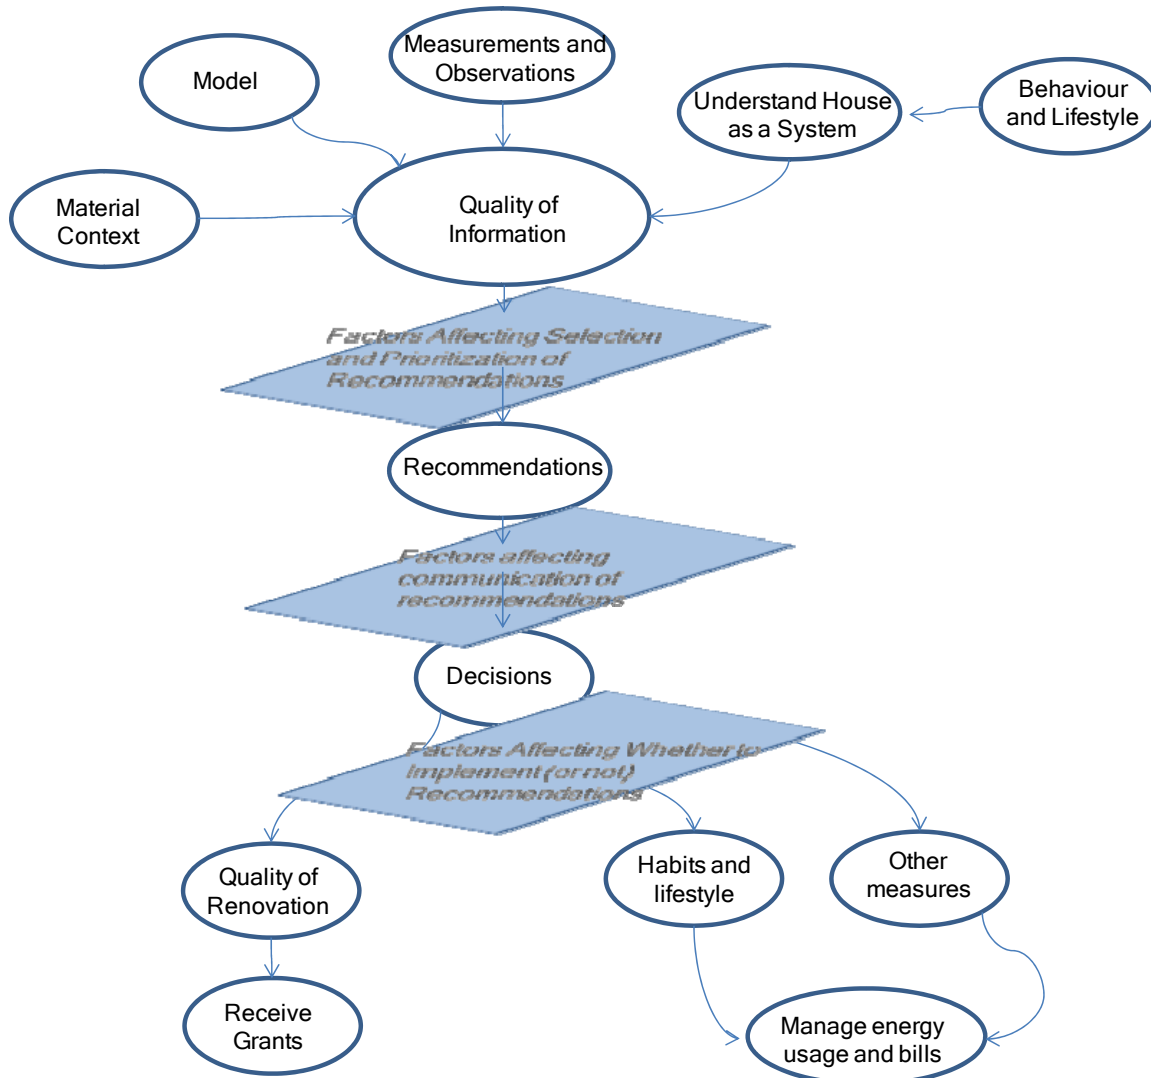 Measurements and
Observations
Model
Understand House
as a System
Behaviour
and Lifestyle
Material
Context
Quality of
Information
Factors Affecting Selection
and Prioritization of
Recommendations
Recommendations
Factors affecting
communication of
recommendations
Decisions
Factors Affecting Whether to
Implement (or not)
Recommendations
Quality of
Renovation
Habits and
lifestyle
Other
measures
Receive
Grants
Manage energy
usage and bills